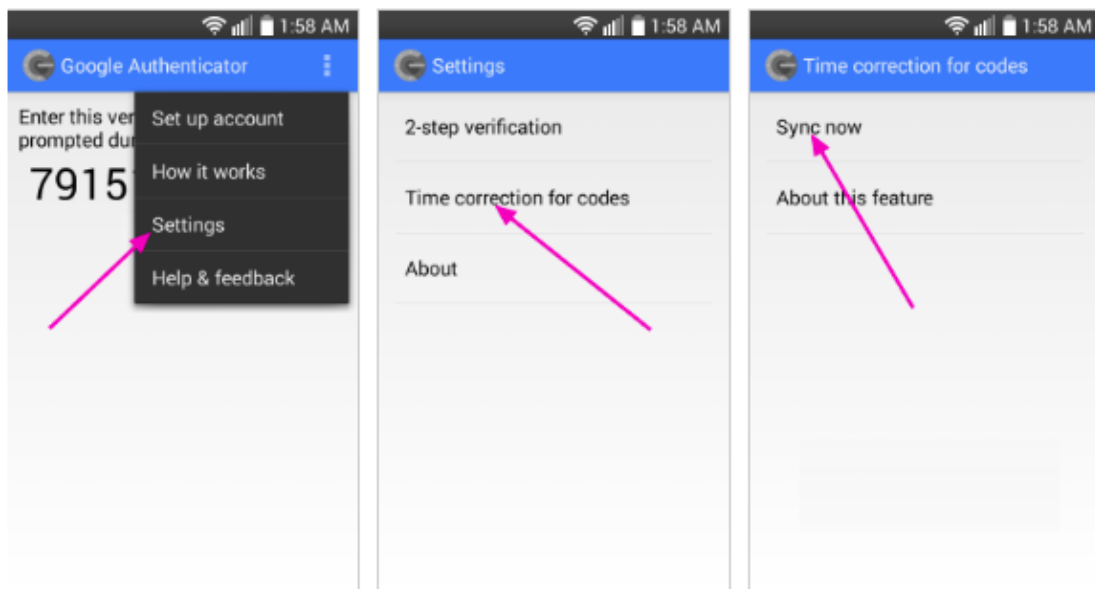 1:58 AM
Google Authenticator
Enter this
prompted
7915
Set up account
How it works
Settings
Help & feedback
1:58 AM
Settings
2-step verification
Time correction for codes
About
1:58 AM
Time correction for codes
Sync now
About this feature